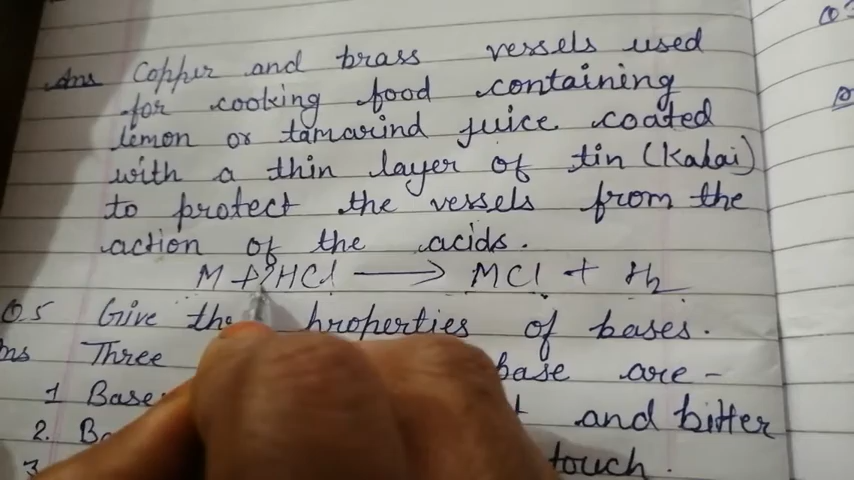 Ans Copper and brass vessels used
for cooking food containing
lemon or tamarind juice coated
with a thin layer of tin (Kalai)
to protect the vessels from the
action of the acids.
M + 2HCl ⟶ MCl + H₂
Q.5 Give the properties of bases.
Ans Three base are -
1 Base and bitter
2.
3 touch.